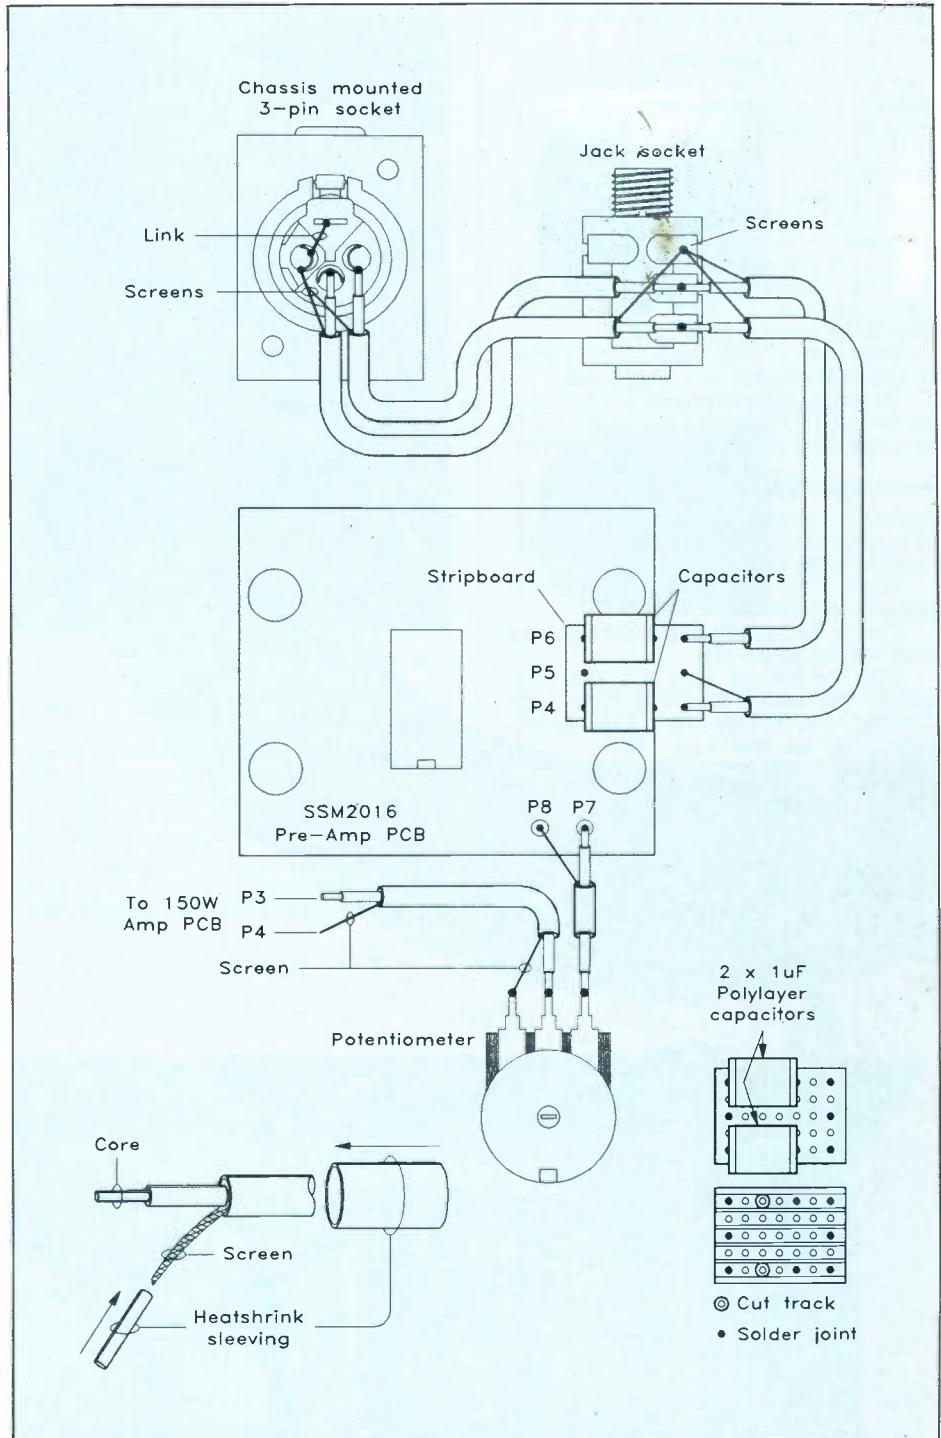 Chassis mounted
3-pin socket
Jack socket
Link
Screens
Screens
Stripboard
Capacitors
P6
P5
P4
SSM2016
Pre-Amp PCB
P8
P7
To 150W
Amp PCB
P3
P4
Screen
Potentiometer
2 x 1uF
Polylayer
capacitors
Core
Screen
Heatshrink
sleeving
Cut track
Solder joint